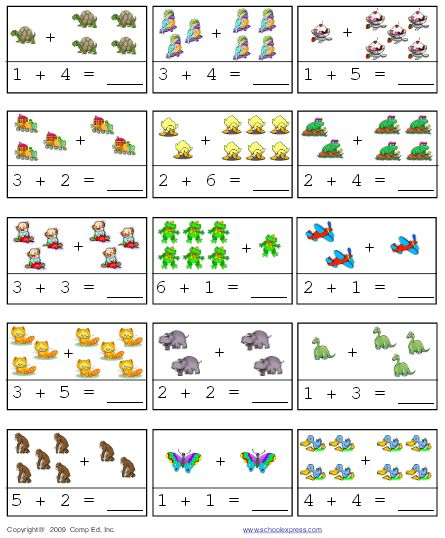 1 + 4 = ____
3 + 4 = ____
1 + 5 = ____
3 + 2 = ____
2 + 6 = ____
2 + 4 = ____
3 + 3 = ____
6 + 1 = ____
2 + 1 = ____
3 + 5 = ____
2 + 2 = ____
1 + 3 = ____
5 + 2 = ____
1 + 1 = ____
4 + 4 = ____
Copyright@ 2009 Comp Ed, Inc.
www.schoolexpress.com